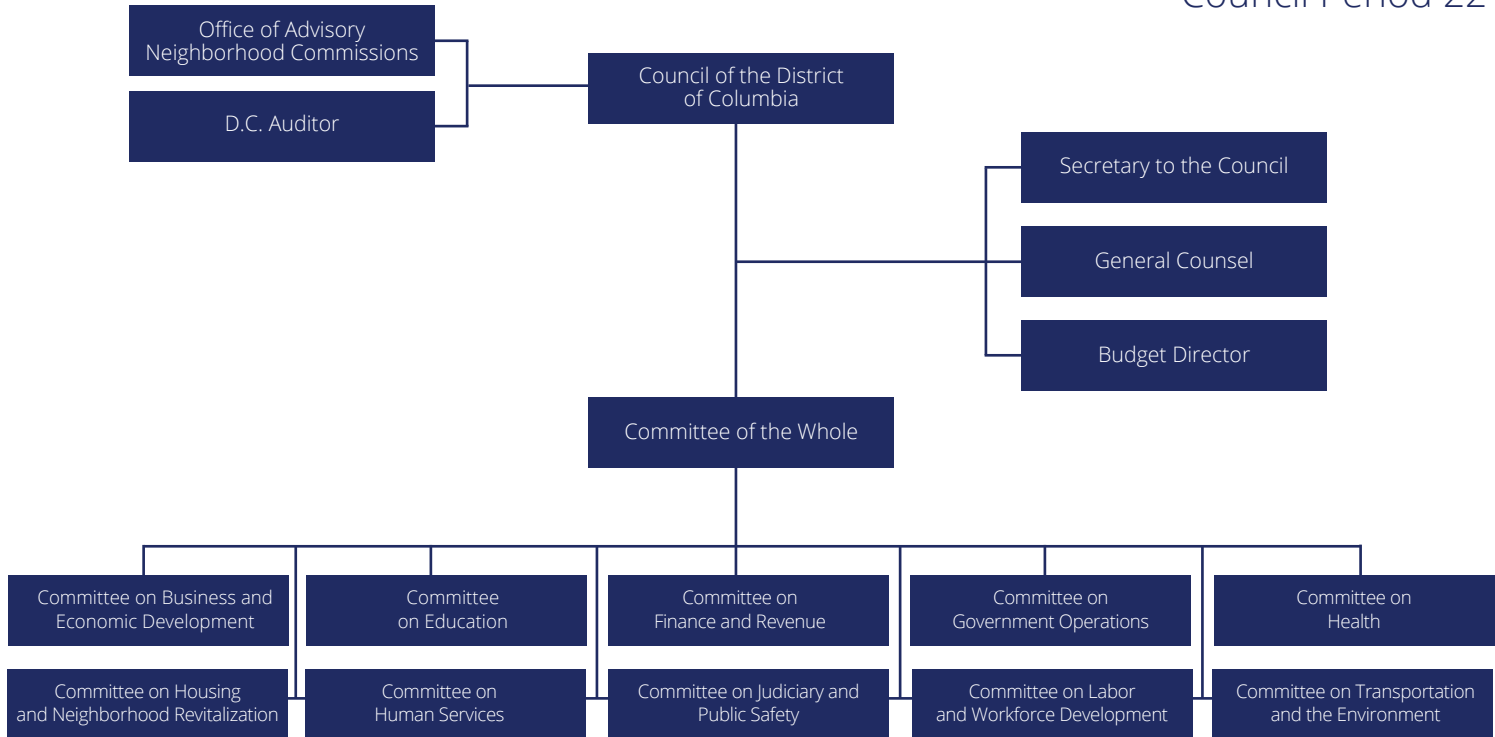 Council Period 22
Office of Advisory
Neighborhood Commissions
Council of the District
of Columbia
D.C. Auditor
Secretary to the Council
General Counsel
Budget Director
Committee of the Whole
Committee on Business and
Economic Development
Committee
on Education
Committee on
Finance and Revenue
Committee on
Government Operations
Committee on
Health
Committee on Housing
and Neighborhood Revitalization
Committee on
Human Services
Committee on Judiciary and
Public Safety
Committee on Labor
and Workforce Development
Committee on Transportation
and the Environment